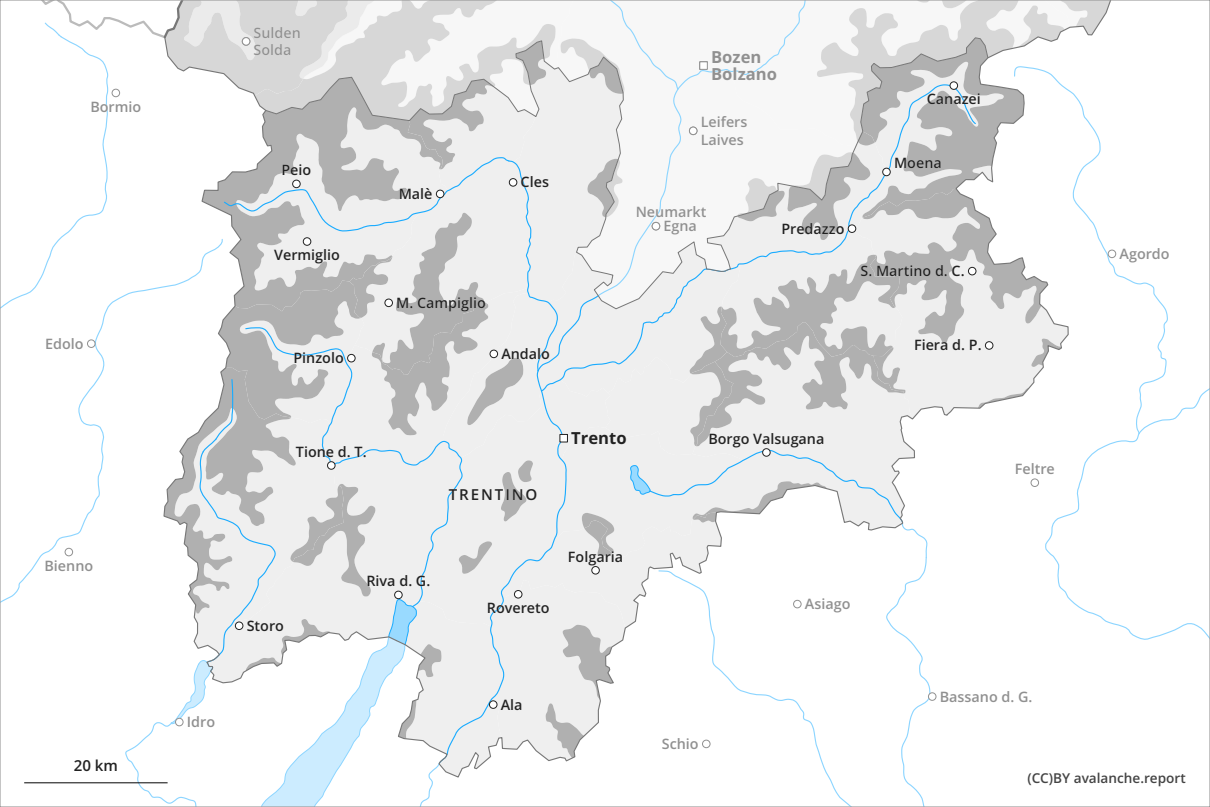 Sulden
Solda
Bozen
Bolzano
Bormio
Canazei
Leifers
Laives
Moena
Peio
Malè
Cles
Neumarkt
Egna
Predazzo
Vermiglio
Agordo
S. Martino d. C.
M. Campiglio
Edolo
Pinzolo
Andalo
Fiera d. P.
Trento
Borgo Valsugana
Tione d. T.
Feltre
TRENTINO
Bienno
Folgaria
Riva d. G.
Rovereto
Asiago
Storo
Bassano d. G.
Ala
Idro
Schio
20 km
(CC)BY avalanche.report